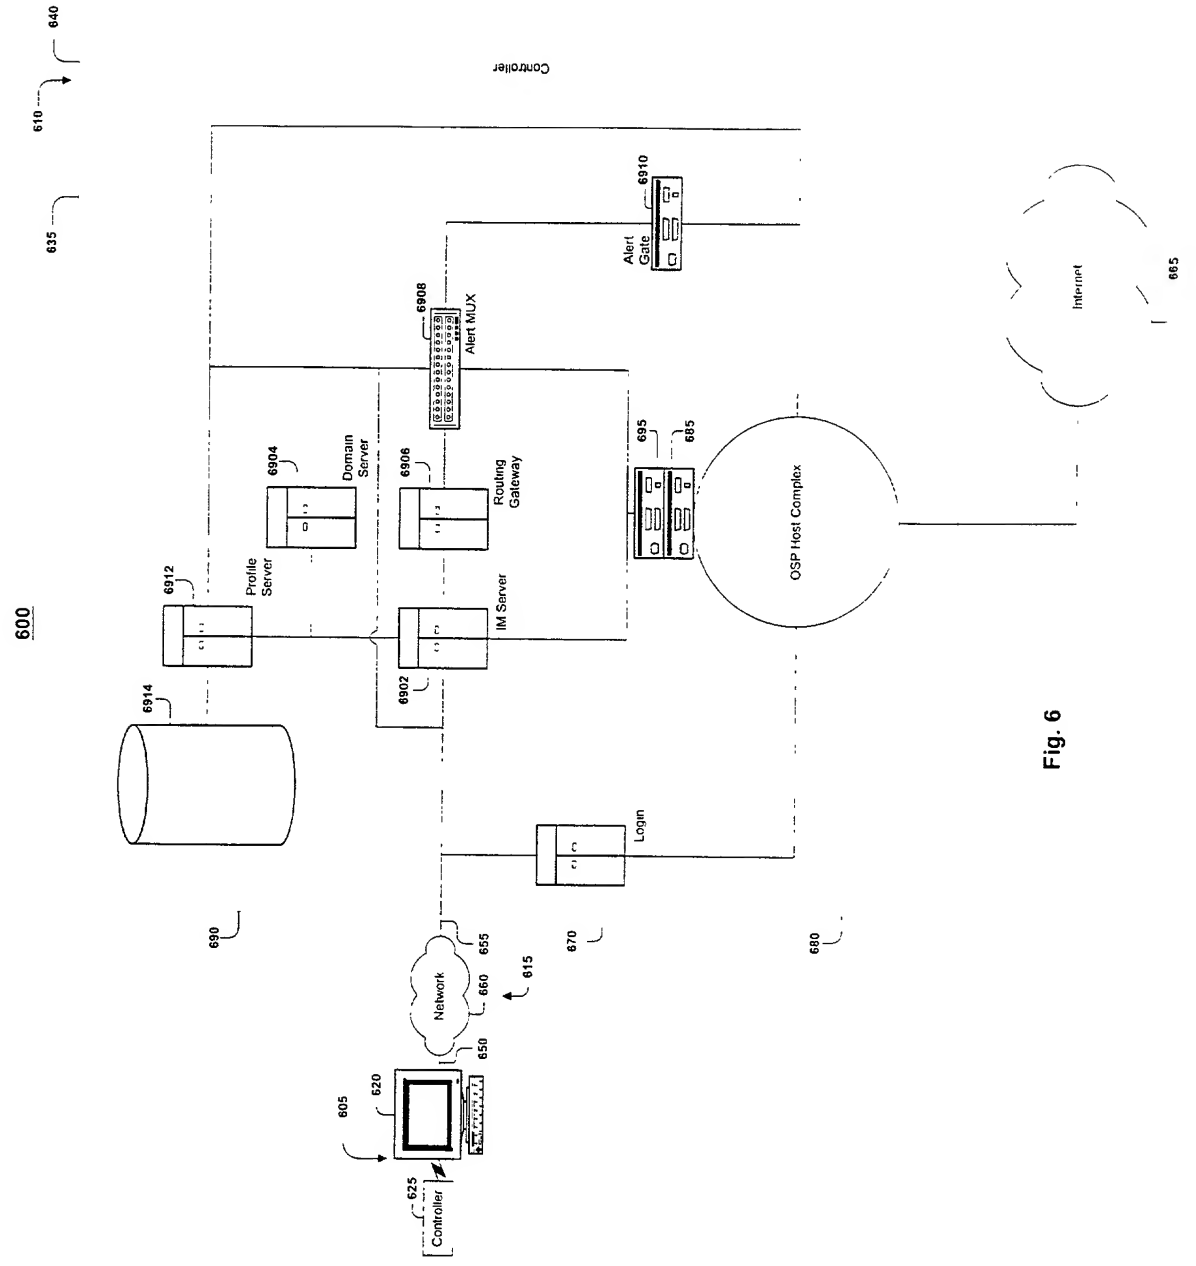 600
610
640
635
Controller
605
620
625
Controller
650
Network
660
615
655
690
6914
6912
Profile
Server
6904
Domain
Server
6902
IM Server
6906
Routing
Gateway
6908
Alert MUX
Alert
Gate
6910
670
Login
680
695
685
OSP Host Complex
Internet
665
Fig. 6